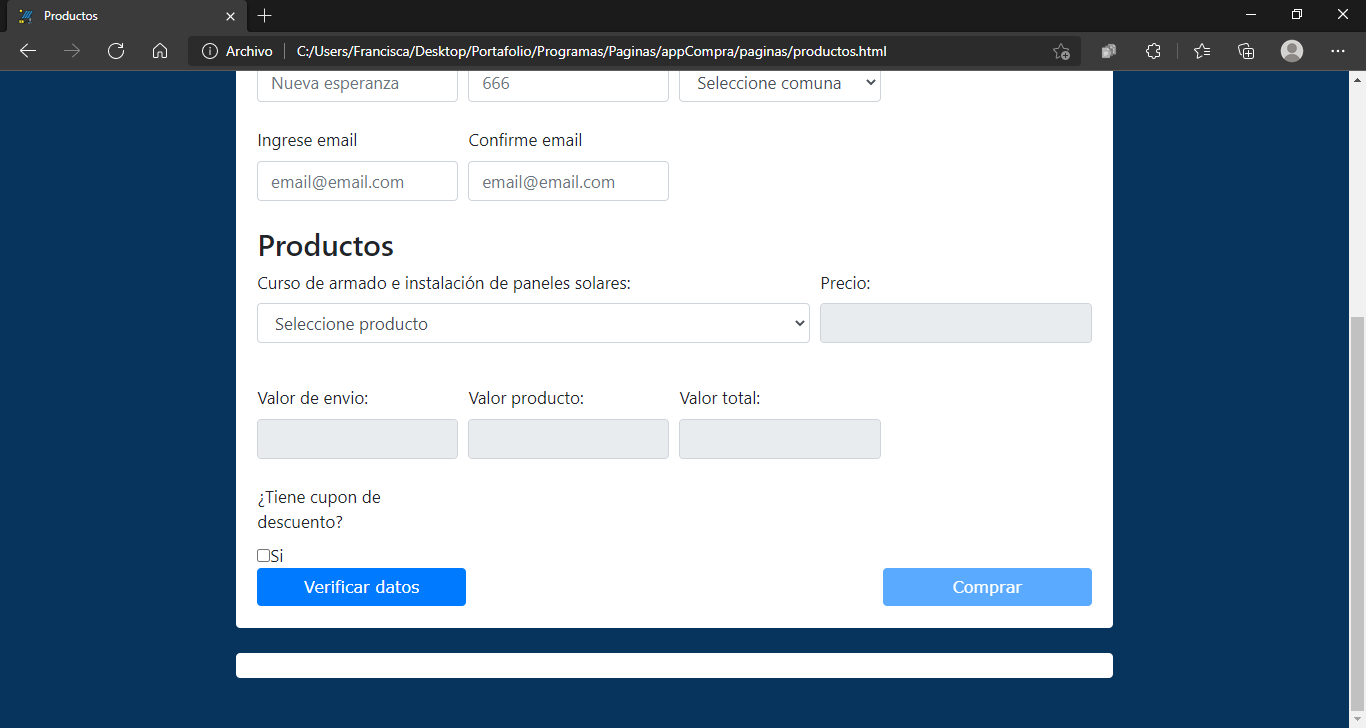 Productos
Archivo
C:/Users/Francisca/Desktop/Portafolio/Programas/Paginas/appCompra/paginas/productos.html
Nueva esperanza
666
Seleccione comuna
Ingrese email
Confirme email
email@email.com
email@email.com
Productos
Curso de armado e instalación de paneles solares:
Precio:
Seleccione producto
Valor de envio:
Valor producto:
Valor total:
¿Tiene cupon de
descuento?
Si
Verificar datos
Comprar